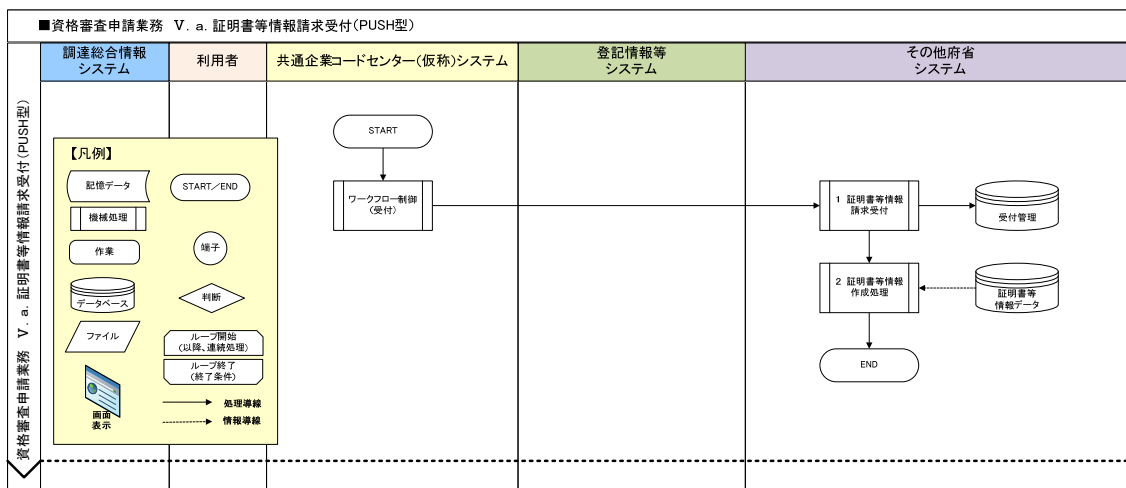 ■資格審査申請業務 Ⅴ．a．証明書等情報請求受付(PUSH型)
調達総合情報
システム
利用者
共通企業コードセンター(仮称)システム
登記情報等
システム
その他府省
システム
資格審査申請業務 Ⅴ．a．証明書等情報請求受付(PUSH型)
【凡例】
記憶データ
START／END
機械処理
作業
端子
データベース
判断
ファイル
ループ開始
(以降、連続処理)
ループ終了
(終了条件)
画面
表示
処理導線
情報導線
START
ワークフロー制御
(受付)
1 証明書等情報
請求受付
受付管理
2 証明書等情報
作成処理
証明書等
情報データ
END